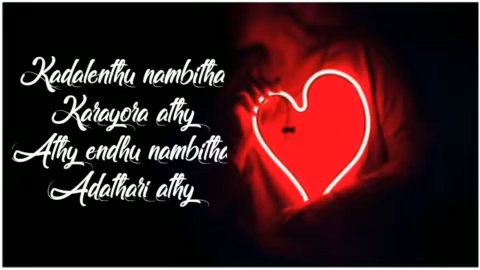 Kadalenthu nambitha
Karayora athy
Athy endhu nambitha
Adathari athy